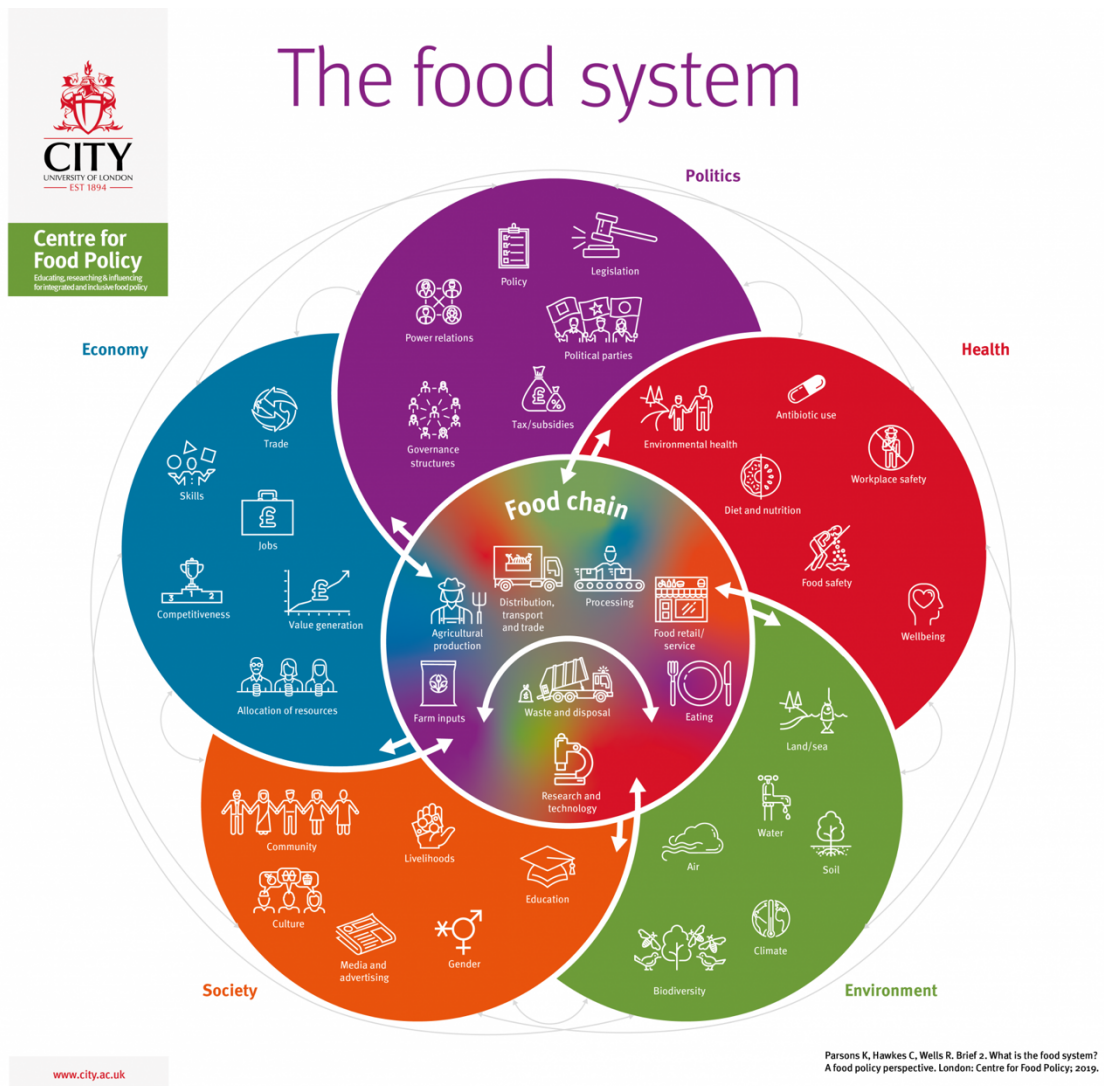 The food system
CITY
UNIVERSITY OF LONDON
EST 1894
Centre for
Food Policy
Educating, researching & influencing
for integrated and inclusive food policy
Politics
Policy
Legislation
Power relations
Political parties
Tax/subsidies
Governance
structures
Economy
Trade
Skills
£
Jobs
Competitiveness
3 1 2
£
Value generation
Allocation of resources
Health
Environmental health
Antibiotic use
Workplace safety
Diet and nutrition
Food safety
Wellbeing
£
%
Food chain
Distribution,
transport
and trade
Processing
Agricultural
production
Food retail/
service
Farm inputs
Waste and disposal
Eating
Research and
technology
Land/sea
Water
Soil
Air
Climate
Biodiversity
Environment
Community
Livelihoods
Education
Culture
Media and
advertising
Gender
Society
Parsons K, Hawkes C, Wells R. Brief 2. What is the food system?
A food policy perspective. London: Centre for Food Policy; 2019.
www.city.ac.uk